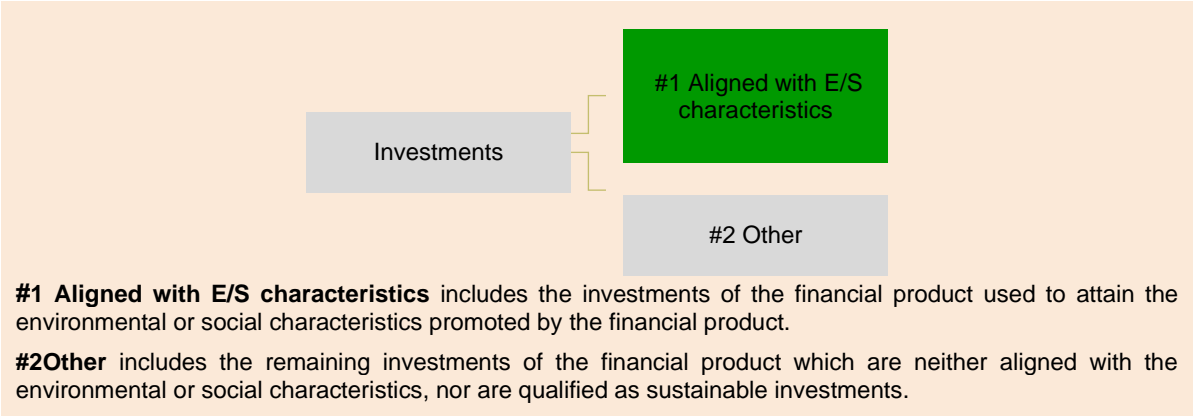 #1 Aligned with E/S
characteristics
Investments
#2 Other
#1 Aligned with E/S characteristics includes the investments of the financial product used to attain the
environmental or social characteristics promoted by the financial product.
#2Other includes the remaining investments of the financial product which are neither aligned with the
environmental or social characteristics, nor are qualified as sustainable investments.